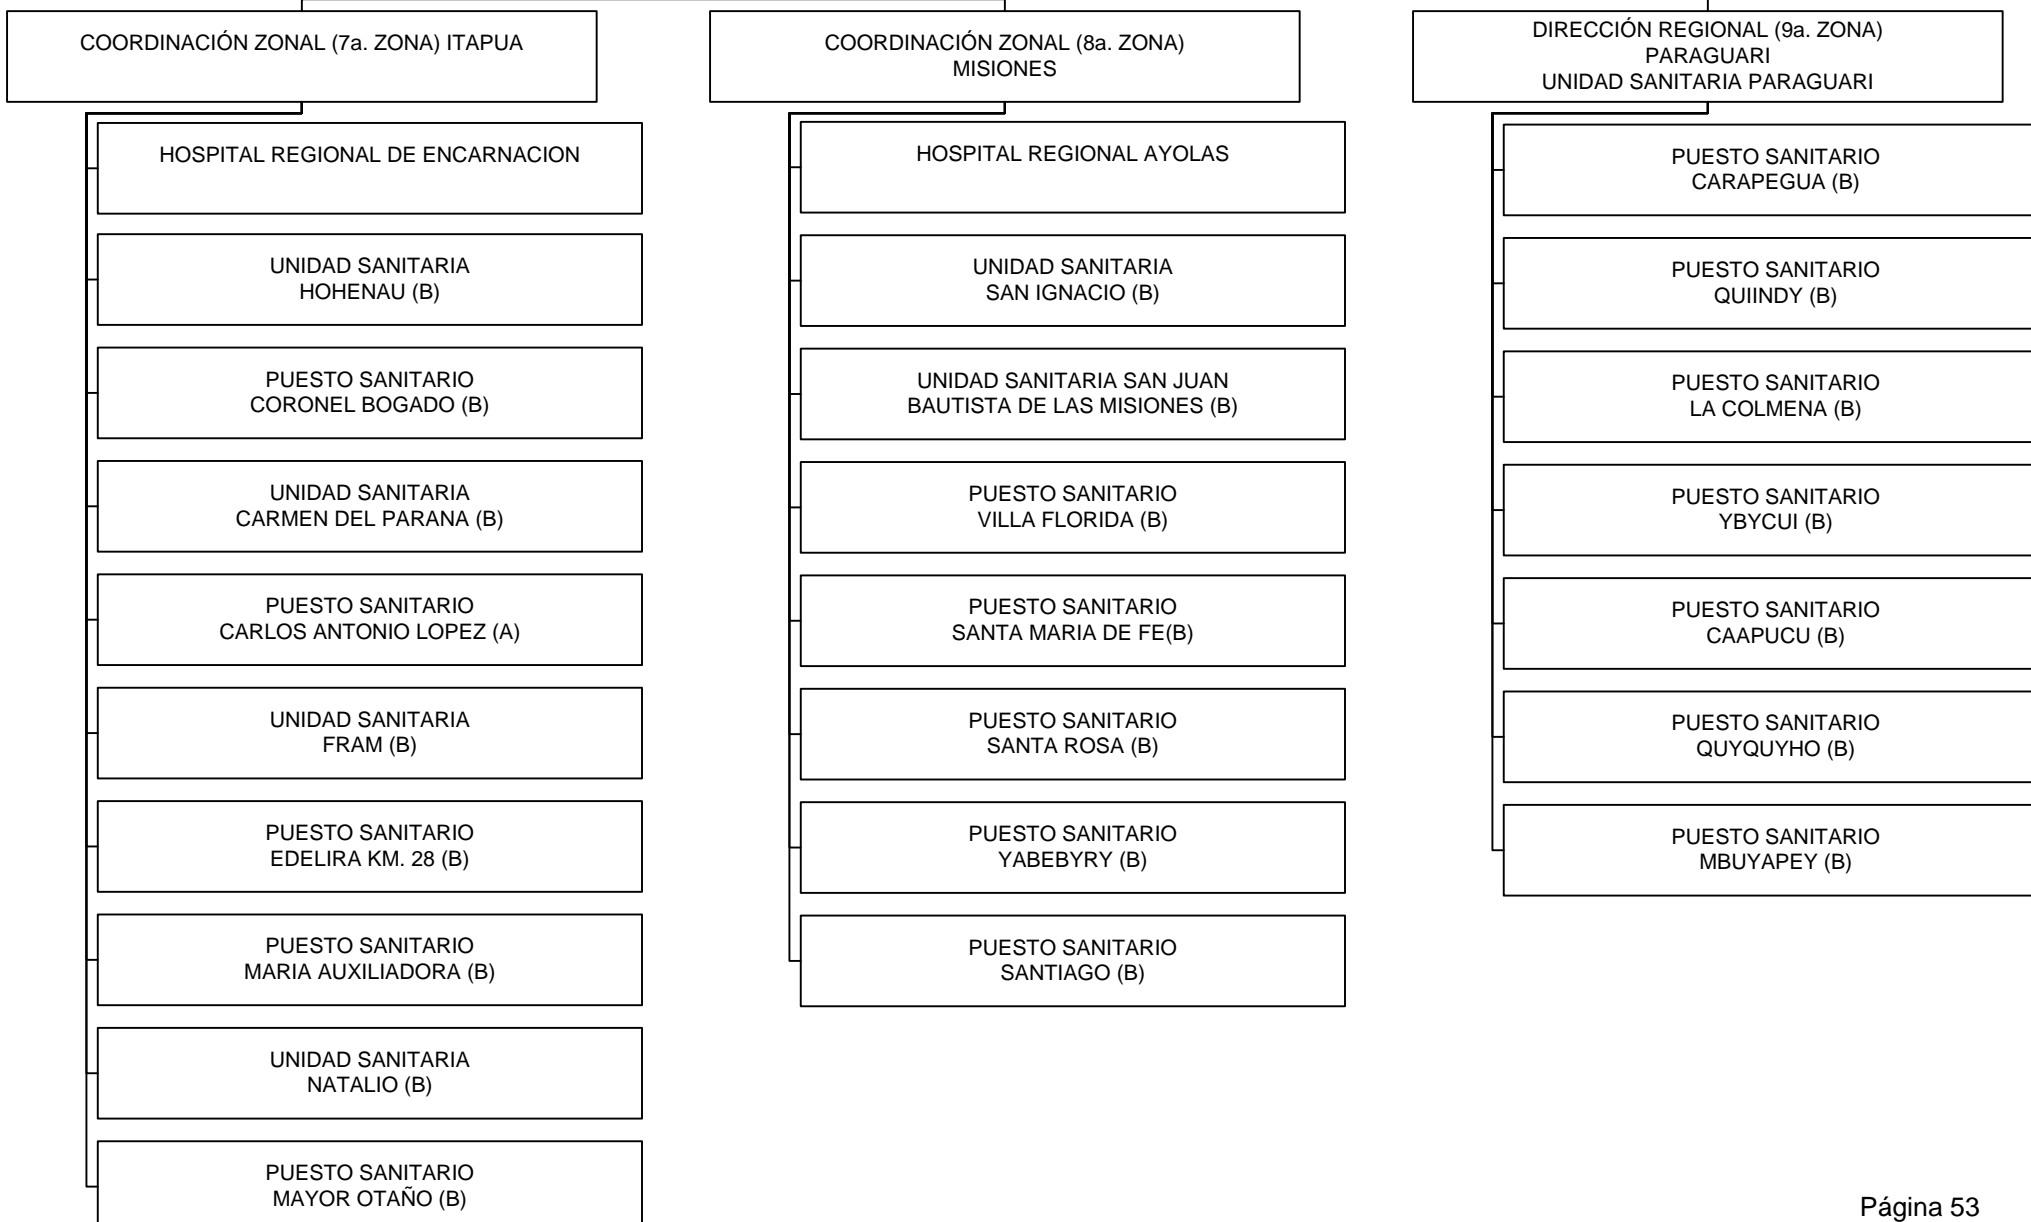 COORDINACIÓN ZONAL (7a. ZONA) ITAPUA
HOSPITAL REGIONAL DE ENCARNACION
UNIDAD SANITARIA
HOHENAU (B)
PUESTO SANITARIO
CORONEL BOGADO (B)
UNIDAD SANITARIA
CARMEN DEL PARANA (B)
PUESTO SANITARIO
CARLOS ANTONIO LOPEZ (A)
UNIDAD SANITARIA
FRAM (B)
PUESTO SANITARIO
EDELIRA KM. 28 (B)
PUESTO SANITARIO
MARIA AUXILIADORA (B)
UNIDAD SANITARIA
NATALIO (B)
PUESTO SANITARIO
MAYOR OTAÑO (B)
COORDINACIÓN ZONAL (8a. ZONA)
MISIONES
HOSPITAL REGIONAL AYOLAS
UNIDAD SANITARIA
SAN IGNACIO (B)
UNIDAD SANITARIA SAN JUAN
BAUTISTA DE LAS MISIONES (B)
PUESTO SANITARIO
VILLA FLORIDA (B)
PUESTO SANITARIO
SANTA MARIA DE FE(B)
PUESTO SANITARIO
SANTA ROSA (B)
PUESTO SANITARIO
YABEBYRY (B)
PUESTO SANITARIO
SANTIAGO (B)
DIRECCIÓN REGIONAL (9a. ZONA)
PARAGUARI
UNIDAD SANITARIA PARAGUARI
PUESTO SANITARIO
CARAPEGUA (B)
PUESTO SANITARIO
QUIINDY (B)
PUESTO SANITARIO
LA COLMENA (B)
PUESTO SANITARIO
YBYCUI (B)
PUESTO SANITARIO
CAAPUCU (B)
PUESTO SANITARIO
QUYQUYHO (B)
PUESTO SANITARIO
MBUYAPEY (B)
Página 53